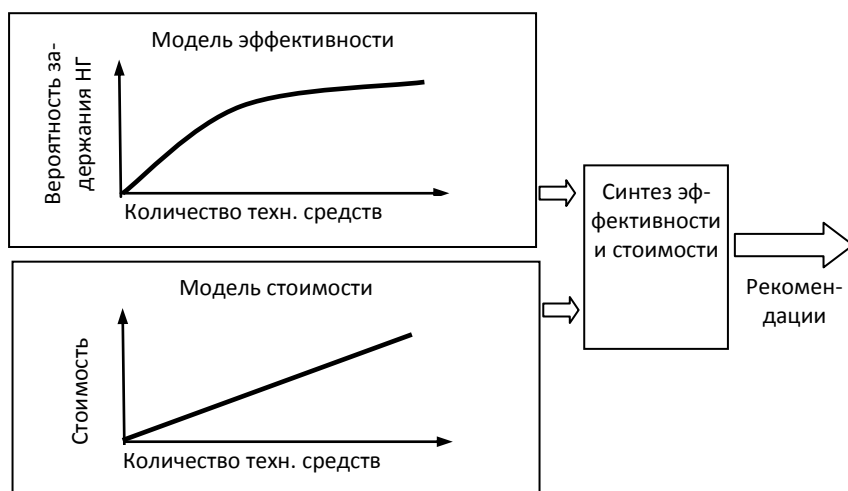 Модель эффективности
Вероятность за-
держания НГ
Количество техн. средств
Модель стоимости
Стоимость
Количество техн. средств
Синтез эф-
фективности
и стоимости
Рекомен-
дации